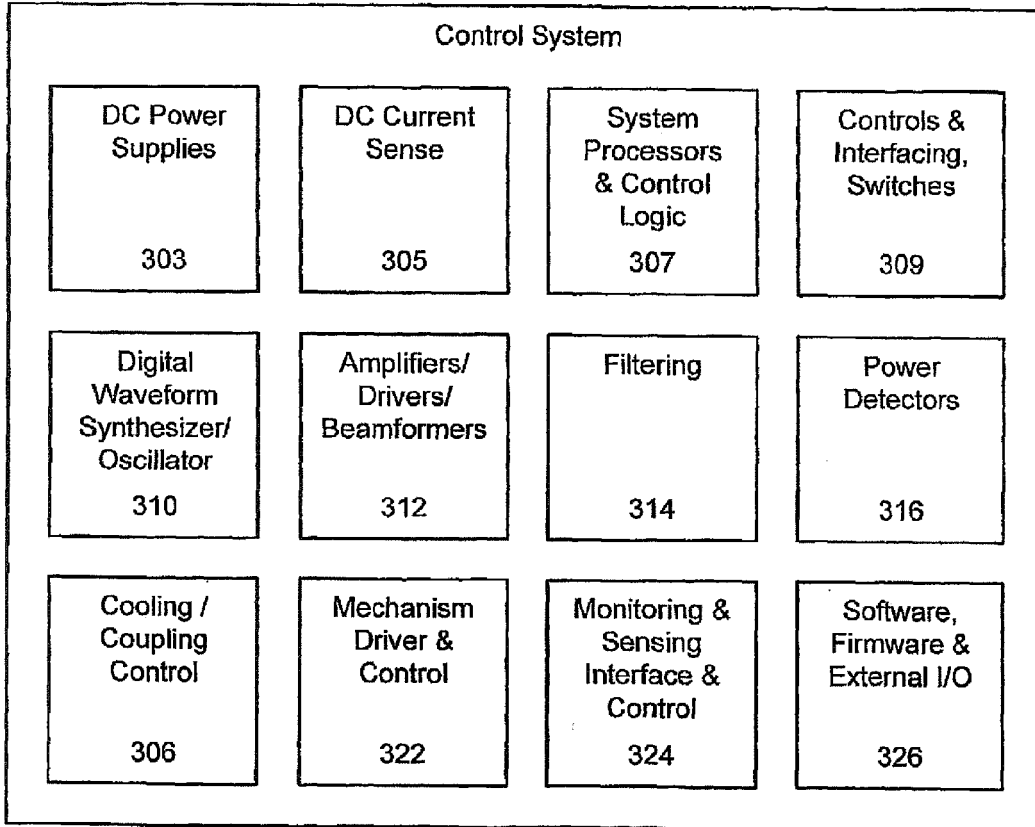 Control System
DC Power
Supplies
303
DC Current
Sense
305
System
Processors
& Control
Logic
307
Controls &
Interfacing,
Switches
309
Digital
Waveform
Synthesizer/
Oscillator
310
Amplifiers/
Drivers/
Beamformers
312
Filtering
314
Power
Detectors
316
Cooling /
Coupling
Control
306
Mechanism
Driver &
Control
322
Monitoring &
Sensing
Interface &
Control
324
Software,
Firmware &
External I/O
326